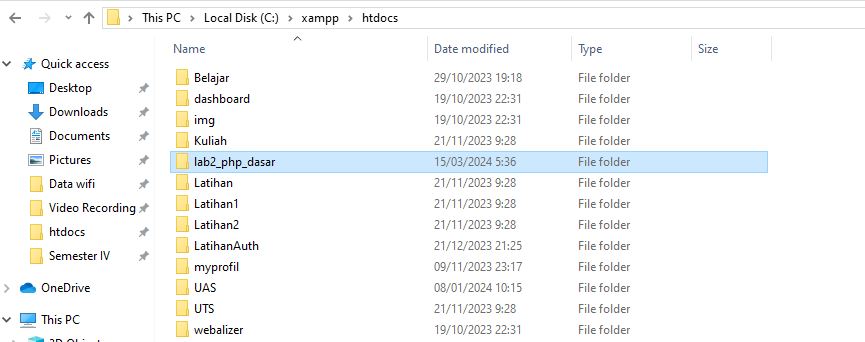 This PC > Local Disk (C:) > xampp > htdocs
Name Date modified Type Size
Quick access
Desktop
Downloads
Documents
Pictures
Data wifi
Video Recording
htdocs
Semester IV
OneDrive
This PC
3D Objects
Belajar 29/10/2023 19:18 File folder
dashboard 19/10/2023 22:31 File folder
img 19/10/2023 22:31 File folder
Kuliah 21/11/2023 9:28 File folder
lab2_php_dasar 15/03/2024 5:36 File folder
Latihan 21/11/2023 9:28 File folder
Latihan1 21/11/2023 9:28 File folder
Latihan2 21/11/2023 9:28 File folder
LatihanAuth 21/12/2023 21:25 File folder
myprofil 09/11/2023 23:17 File folder
UAS 08/01/2024 10:15 File folder
UTS 21/11/2023 9:28 File folder
webalizer 19/10/2023 22:31 File folder